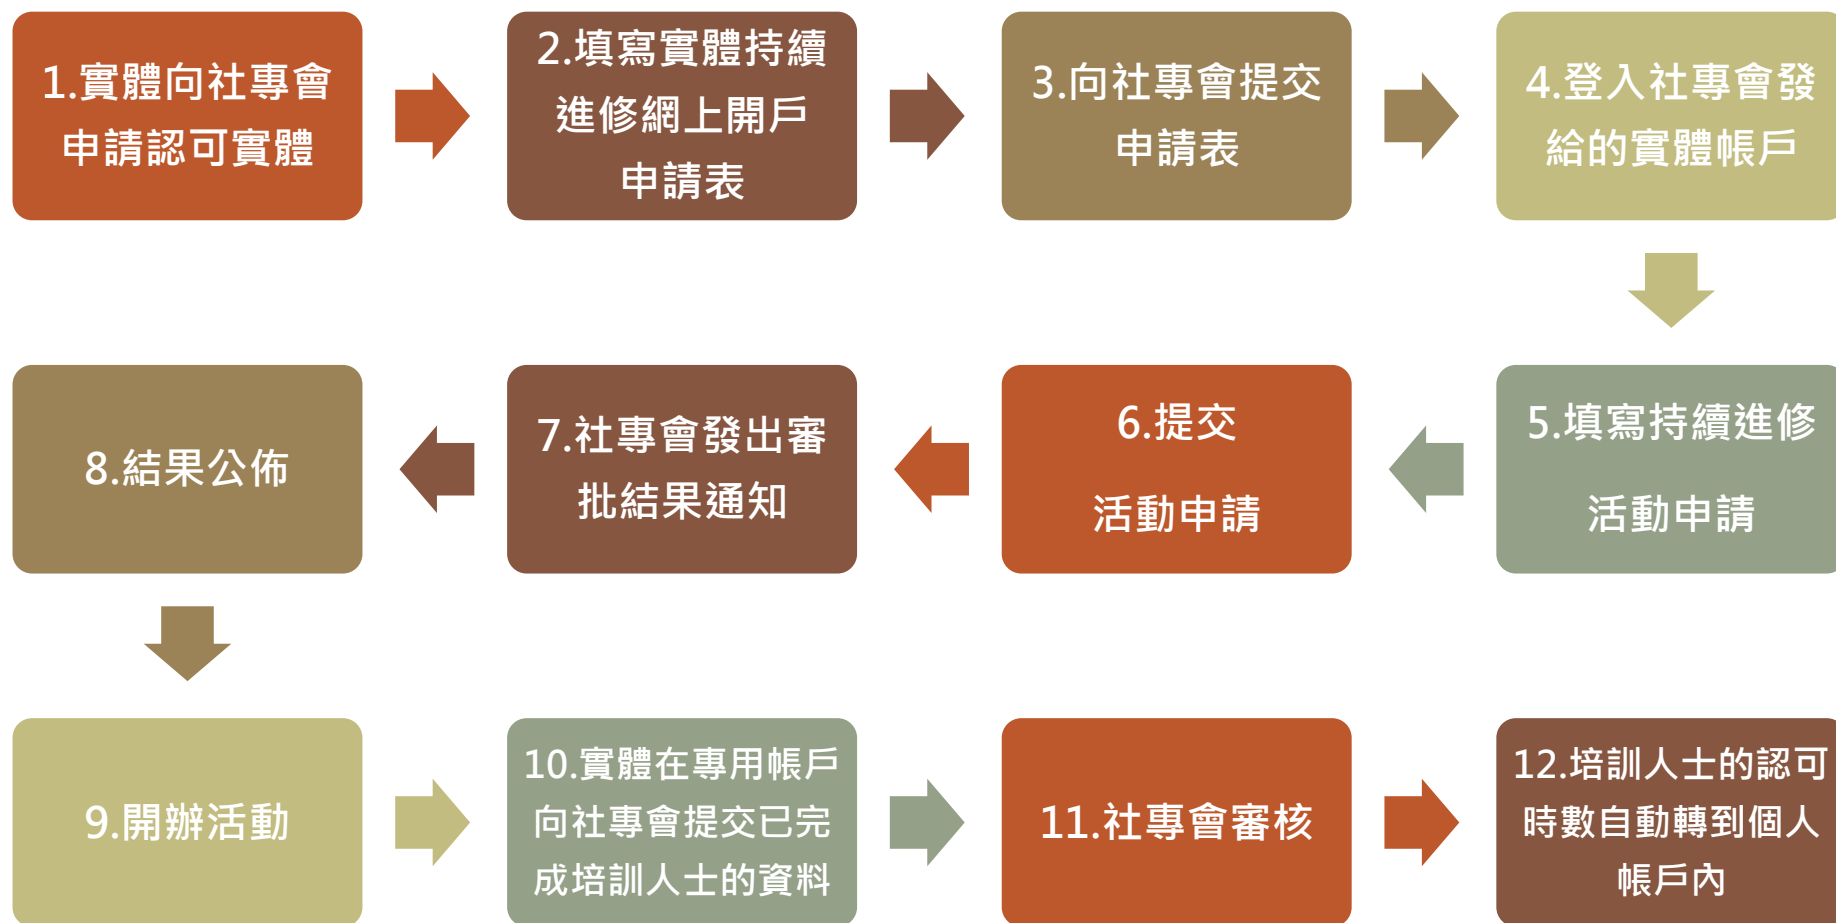 1.實體向社專會
申請認可實體
2.填寫實體持續
進修網上開戶
申請表
3.向社專會提交
申請表
4.登入社專會發
給的實體帳戶
5.填寫持續進修
活動申請
6.提交
活動申請
7.社專會發出審
批結果通知
8.結果公佈
9.開辦活動
10.實體在專用帳戶
向社專會提交已完
成培訓人士的資料
11.社專會審核
12.培訓人士的認可
時數自動轉到個人
帳戶內